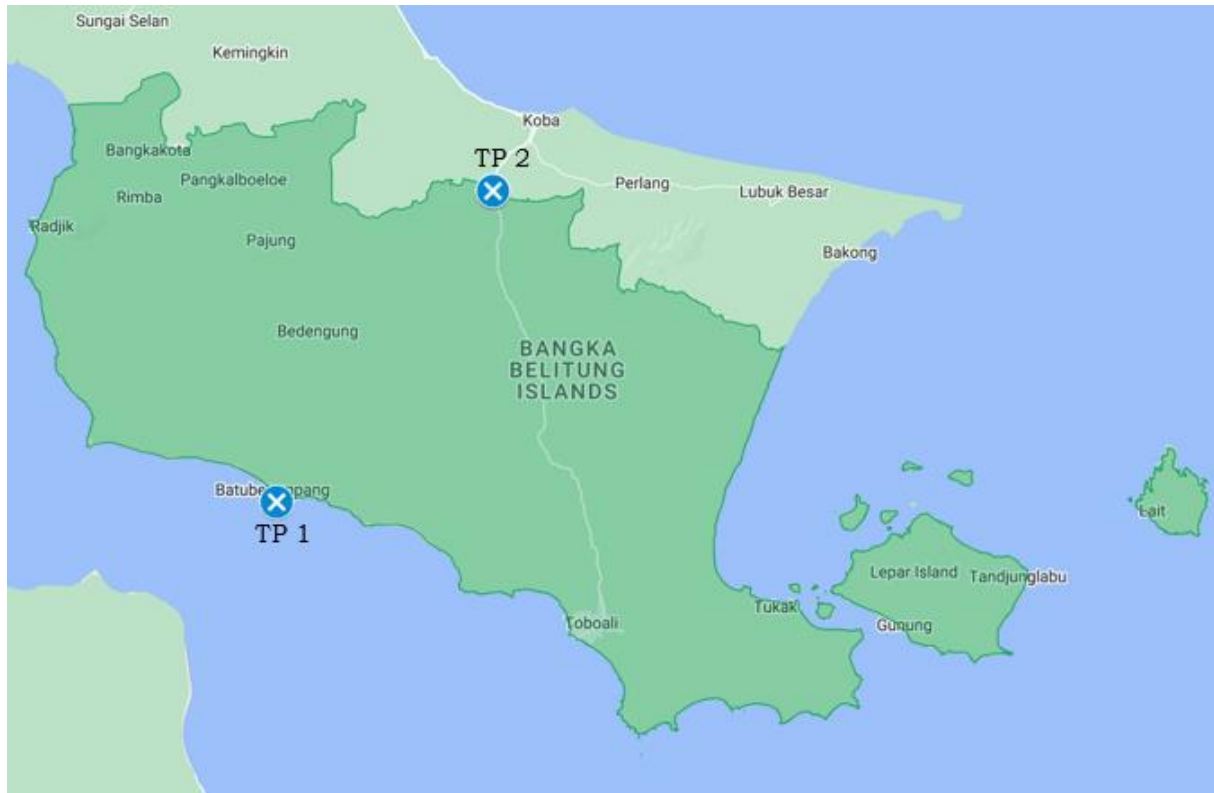 Sungai Selan
Kemingkin
Koba
Bangkakota
TP 2
Pangkalboeloe
Perlang
Rimba
Lubuk Besar
Radjik
Pajung
Bakong
Bedengung
BANGKA
BELITUNG
ISLANDS
TP 1
Lait
Lepar Island
Tandjunglabu
Tukak
Toboali
Gunung